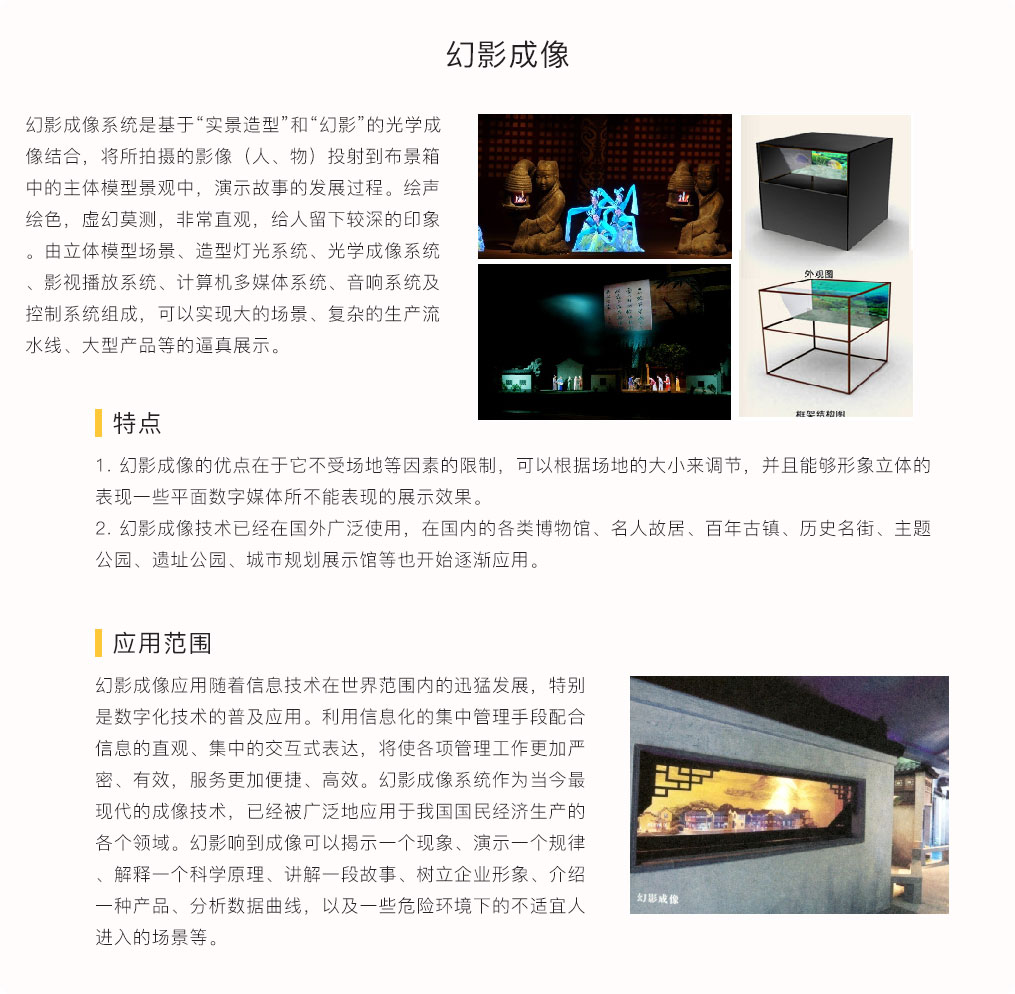 幻影成像
幻影成像系统是基于“实景造型”和“幻影”的光学成
像结合，将所拍摄的影像（人、物）投射到布景箱
中的主体模型景观中，演示故事的发展过程。绘声
绘色，虚幻莫测，非常直观，给人留下较深的印象
。由立体模型场景、造型灯光系统、光学成像系统
、影视播放系统、计算机多媒体系统、音响系统及
控制系统组成，可以实现大的场景、复杂的生产流
水线、大型产品等的逼真展示。
外观图
框架结构图
特点
1. 幻影成像的优点在于它不受场地等因素的限制，可以根据场地的大小来调节，并且能够形象立体的
表现一些平面数字媒体所不能表现的展示效果。
2. 幻影成像技术已经在国外广泛使用，在国内的各类博物馆、名人故居、百年古镇、历史名街、主题
公园、遗址公园、城市规划展示馆等也开始逐渐应用。
应用范围
幻影成像应用随着信息技术在世界范围内的迅猛发展，特别
是数字化技术的普及应用。利用信息化的集中管理手段配合
信息的直观、集中的交互式表达，将使各项管理工作更加严
密、有效，服务更加便捷、高效。幻影成像系统作为当今最
现代的成像技术，已经被广泛地应用于我国国民经济生产的
各个领域。幻影响到成像可以揭示一个现象、演示一个规律
、解释一个科学原理、讲解一段故事、树立企业形象、介绍
一种产品、分析数据曲线，以及一些危险环境下的不适宜人
进入的场景等。
幻影成像